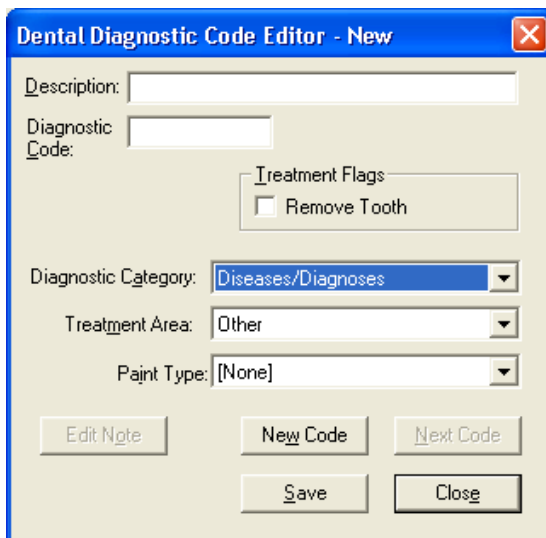 Dental Diagnostic Code Editor - New
Description:
Diagnostic
Code:
Treatment Flags
Remove Tooth
Diagnostic Category: Diseases/Diagnoses
Treatment Area: Other
Paint Type: [None]
Edit Note New Code Next Code
Save Close